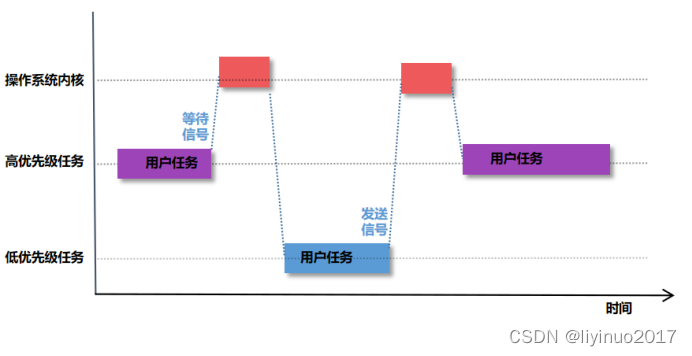 操作系统内核
等待
信号
高优先级任务
用户任务
用户任务
发送
信号
低优先级任务
用户任务
时间
CSDN @liyinuo2017